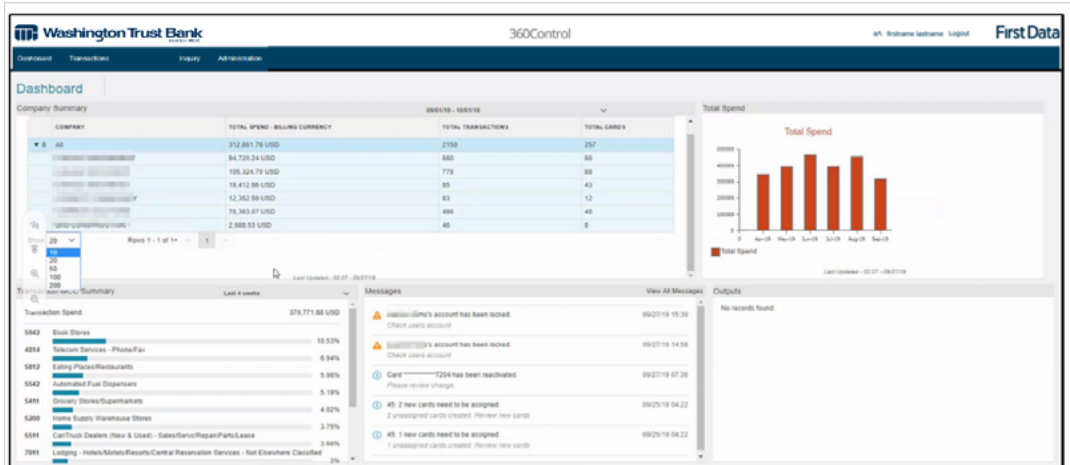 Washington Trust Bank
360Control
firstname lastname Logout
First Data
Dashboard Transactions Inquiry Administration
Dashboard
Company Summary 09/01/19 - 10/01/19
COMPANY TOTAL SPEND - BILLING CURRENCY TOTAL TRANSACTIONS TOTAL CARDS
6 All 312,861.79 USD 2150 257
94,720.24 USD 660 66
105,324.70 USD 778 88
19,412.66 USD 85 43
12,352.59 USD 83 12
78,363.07 USD 498 40
2,688.53 USD 46 8
Show 20 Rows 1 - 1 of 1 1
10
20
50
100
200
Last Updated - 02:07 - 09/27/19
Total Spend
Total Spend
500000
400000
300000
200000
100000
0
Apr-19 May-19 Jun-19 Jul-19 Aug-19 Sep-19
Total Spend
Last Updated - 02:07 - 09/27/19
Summary Last 4 weeks
Transaction Spend 378,771.88 USD
5942 Book Stores
10.53%
4814 Telecom Services - Phone/Fax
8.94%
5812 Eating Places/Restaurants
5.96%
5542 Automated Fuel Dispensers
5.19%
5411 Grocery Stores/Supermarkets
4.02%
5200 Home Supply Warehouse Stores
3.75%
5511 Car/Truck Dealers (New & Used) - Sales/Servc/Repair/Parts/Lease
3.66%
7011 Lodging - Hotels/Motels/Resorts/Central Reservation Services - Not Elsewhere Classified
3%
Messages View All Messages
account has been locked. 09/27/19 15:39
Check users account
account has been locked. 09/27/19 14:58
Check users account
Card ************7204 has been reactivated. 09/27/19 07:36
Please review change.
45: 2 new cards need to be assigned. 09/25/19 04:22
2 unassigned cards created. Review new cards
45: 1 new cards need to be assigned. 09/25/19 04:22
1 unassigned cards created. Review new cards
Outputs
No records found.